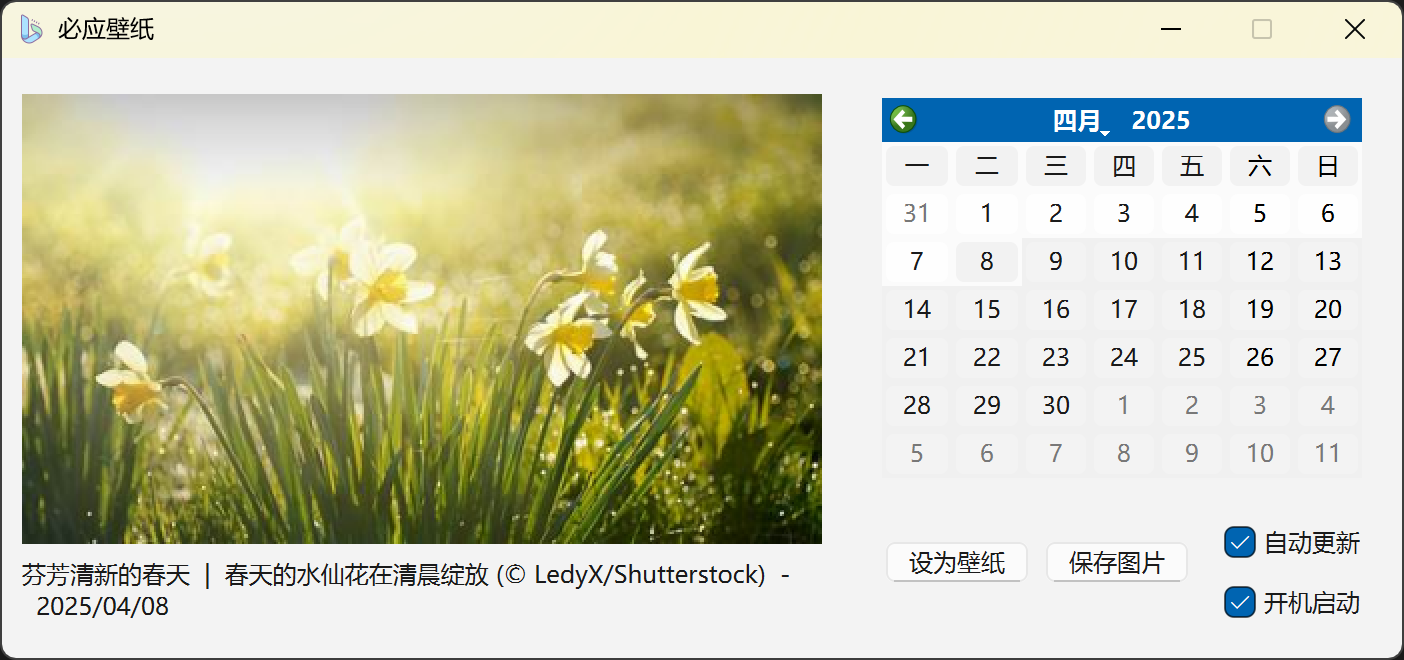 必应壁纸
四月 2025
一 二 三 四 五 六 日
31 1 2 3 4 5 6
7 8 9 10 11 12 13
14 15 16 17 18 19 20
21 22 23 24 25 26 27
28 29 30 1 2 3 4
5 6 7 8 9 10 11
芬芳清新的春天 | 春天的水仙花在清晨绽放 (© LedyX/Shutterstock) -
2025/04/08
设为壁纸 保存图片
自动更新
开机启动